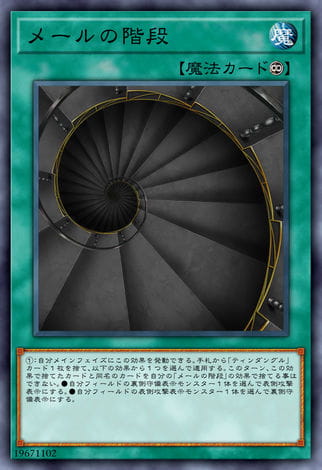 メールの階段
魔
【魔法カード】
①：自分メインフェイズにこの効果を発動できる。手札から「ティンダングル」
カード１枚を捨て、以下の効果から１つを選んで適用する。このターン、この効
果で捨てたカードと同名のカードを自分の「メールの階段」の効果で捨てる事は
できない。●自分フィールドの裏側守備表示モンスター１体を選んで表側攻撃
表示にする。●自分フィールドの表側攻撃表示モンスター１体を選んで裏側守
備表示にする。
19671102